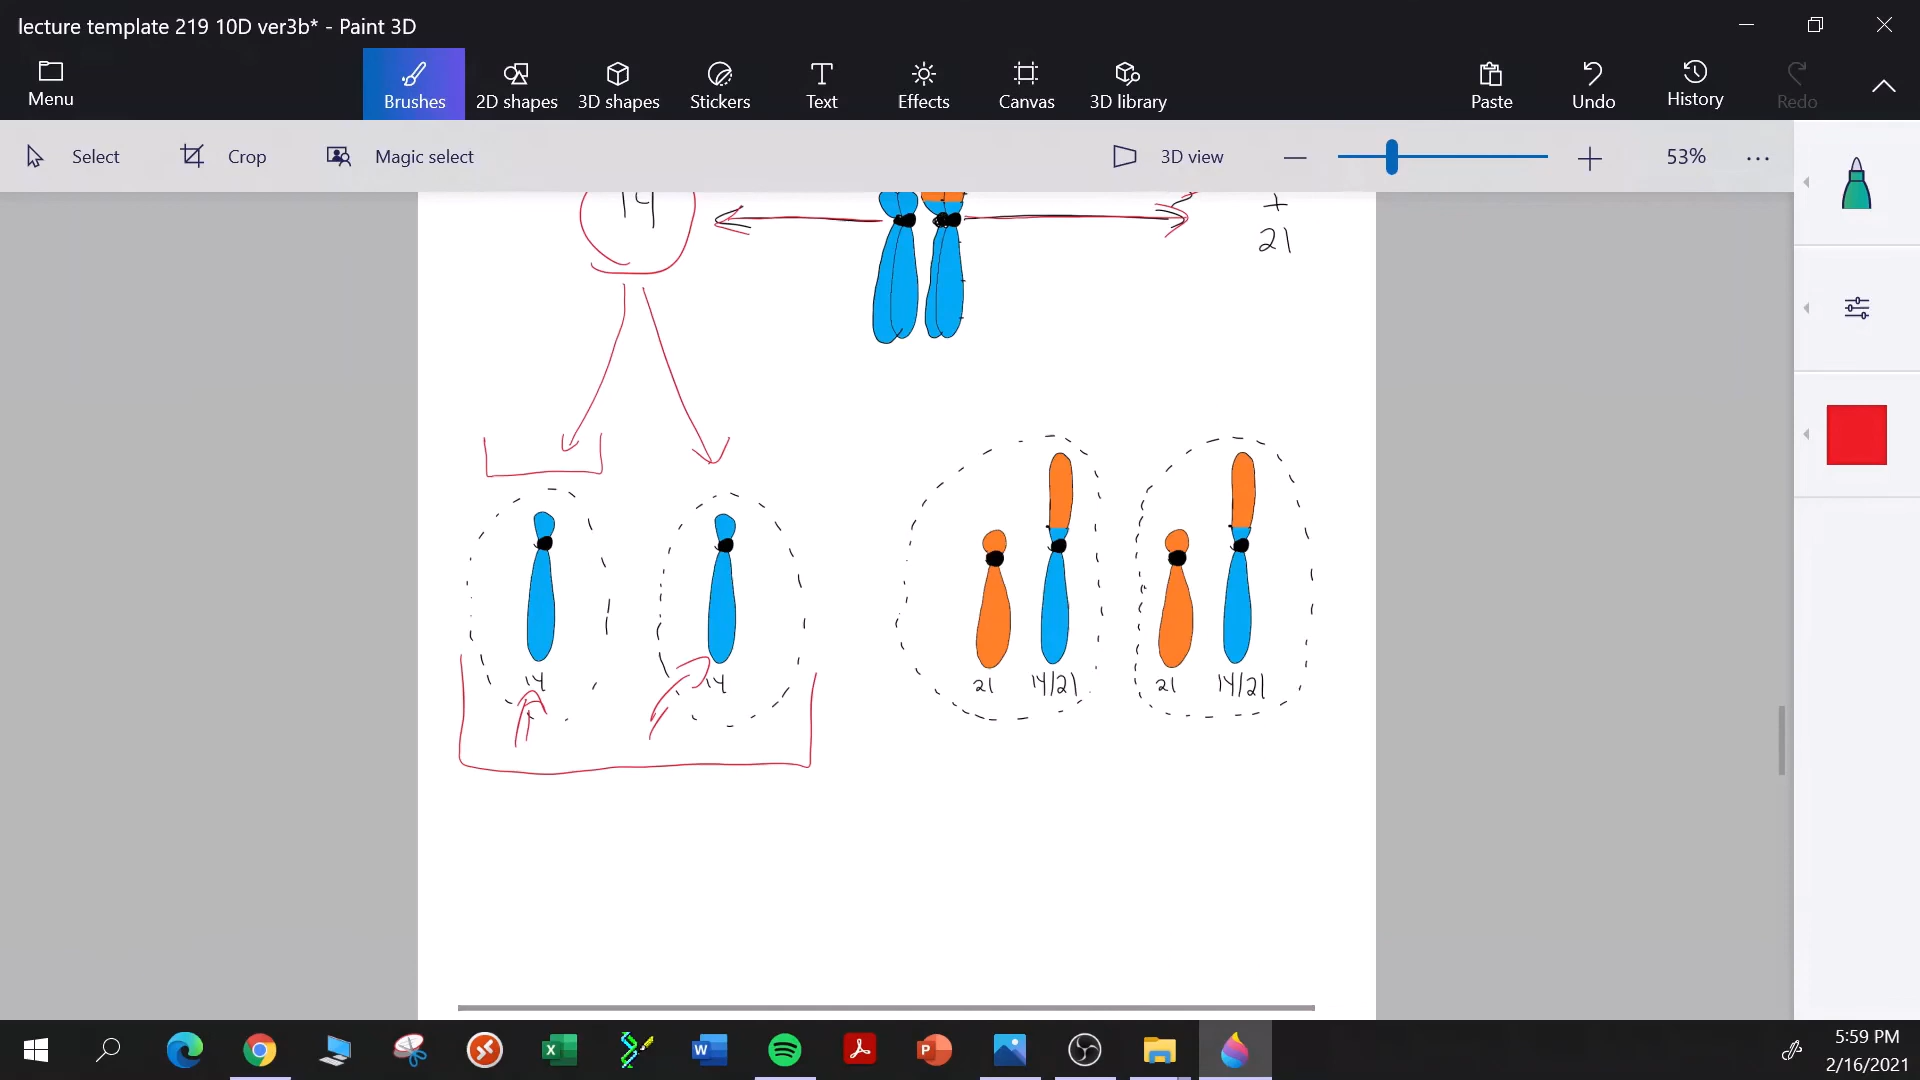 lecture template 219 10D ver3b* - Paint 3D
Menu
Brushes
2D shapes
3D shapes
Stickers
Text
Effects
Canvas
3D library
Paste
Undo
History
Redo
Select
Crop
Magic select
3D view
53%
14
+
21
14
14
21 14/21
21 14/21
5:59 PM
2/16/2021